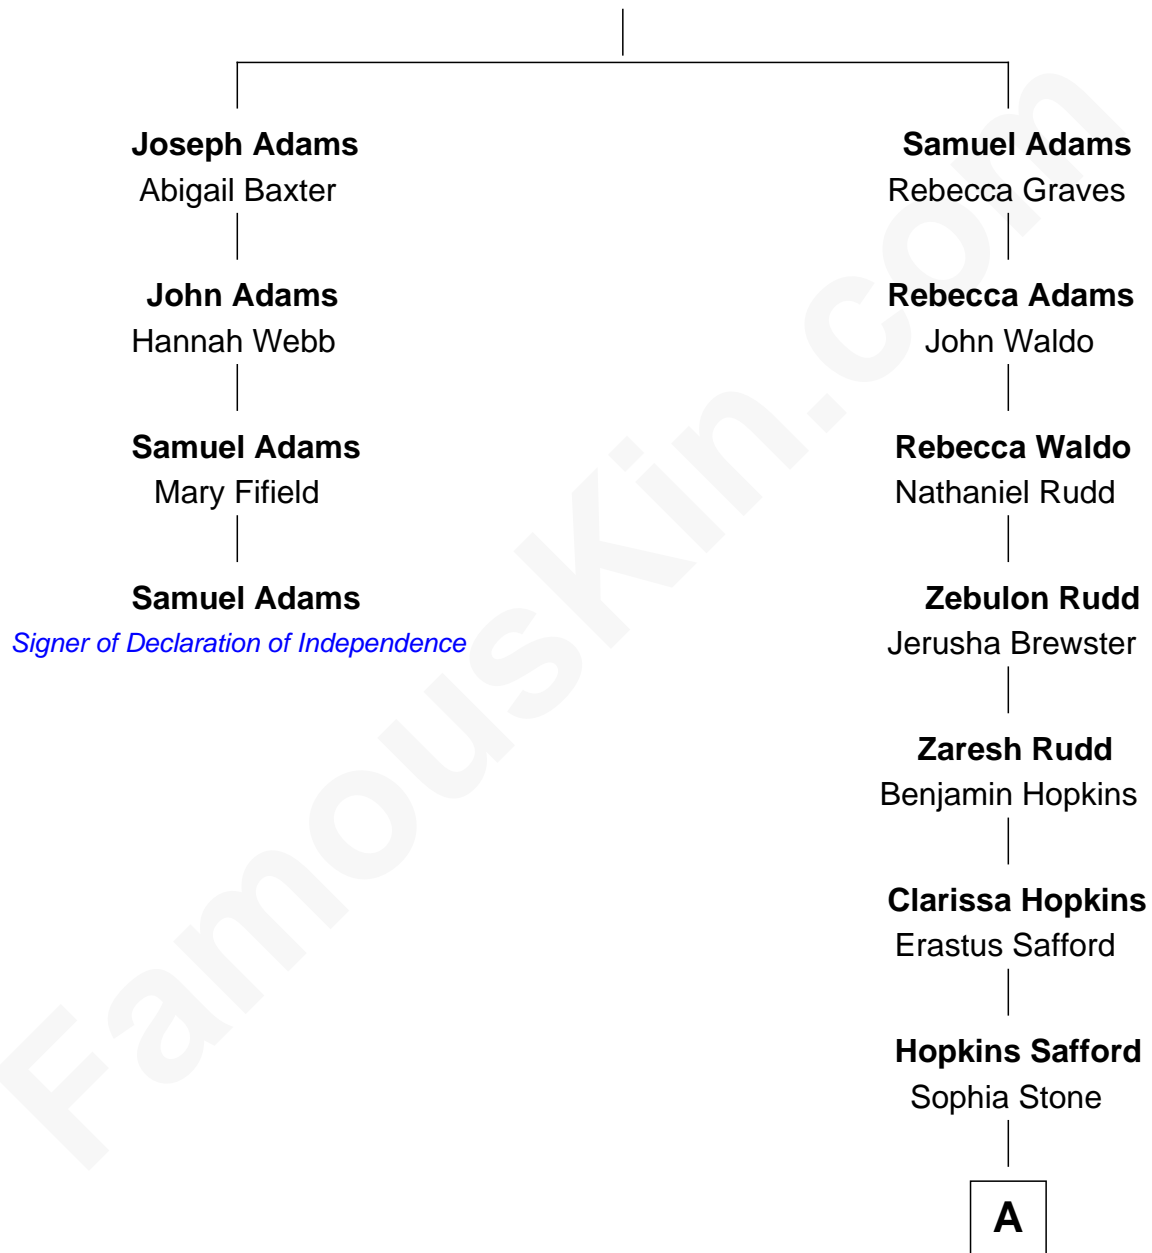 Joseph Adams
Abigail Baxter
John Adams
Hannah Webb
Samuel Adams
Mary Fifield
Samuel Adams
Signer of Declaration of Independence
Samuel Adams
Rebecca Graves
Rebecca Adams
John Waldo
Rebecca Waldo
Nathaniel Rudd
Zebulon Rudd
Jerusha Brewster
Zaresh Rudd
Benjamin Hopkins
Clarissa Hopkins
Erastus Safford
Hopkins Safford
Sophia Stone
A
FamousKin.com